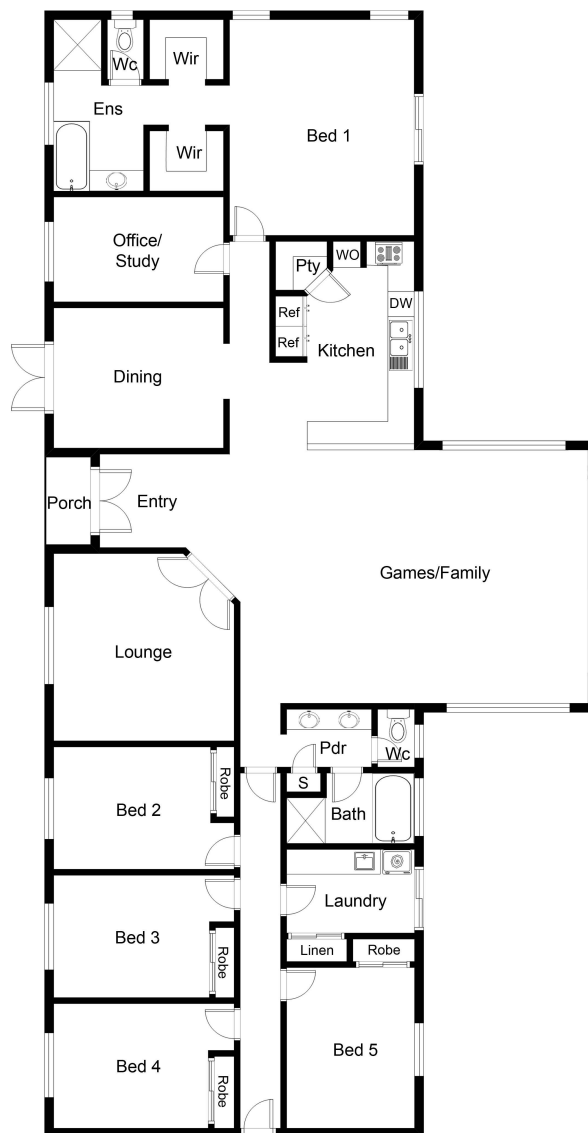 Wc
Wir
Ens
Bed 1
Wir
Office/
Study
Pty
WO
DW
Ref
Ref
Kitchen
Dining
Porch
Entry
Games/Family
Lounge
Pdr
Wc
S
Robe
Bed 2
Bath
Laundry
Bed 3
Robe
Linen
Robe
Bed 4
Robe
Bed 5